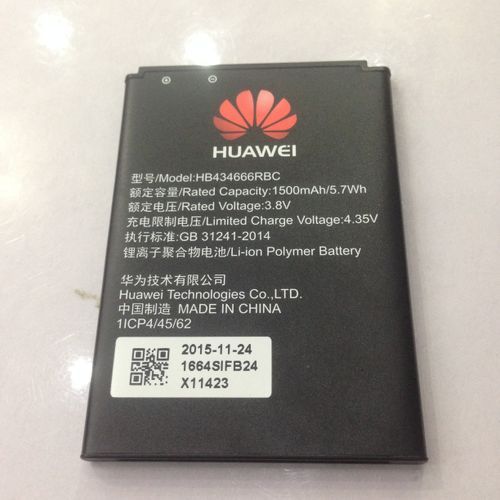 HUAWEI
型号/Model:HB434666RBC
额定容量/Rated Capacity:1500mAh/5.7Wh
额定电压/Rated Voltage:3.8V
充电限制电压/Limited Charge Voltage:4.35V
执行标准/GB 31241-2014
锂离子聚合物电池/Li-ion Polymer Battery
华为技术有限公司
Huawei Technologies Co.,LTD.
中国制造 MADE IN CHINA
1ICP4/45/62
2015-11-24
1664SIFB24
X11423